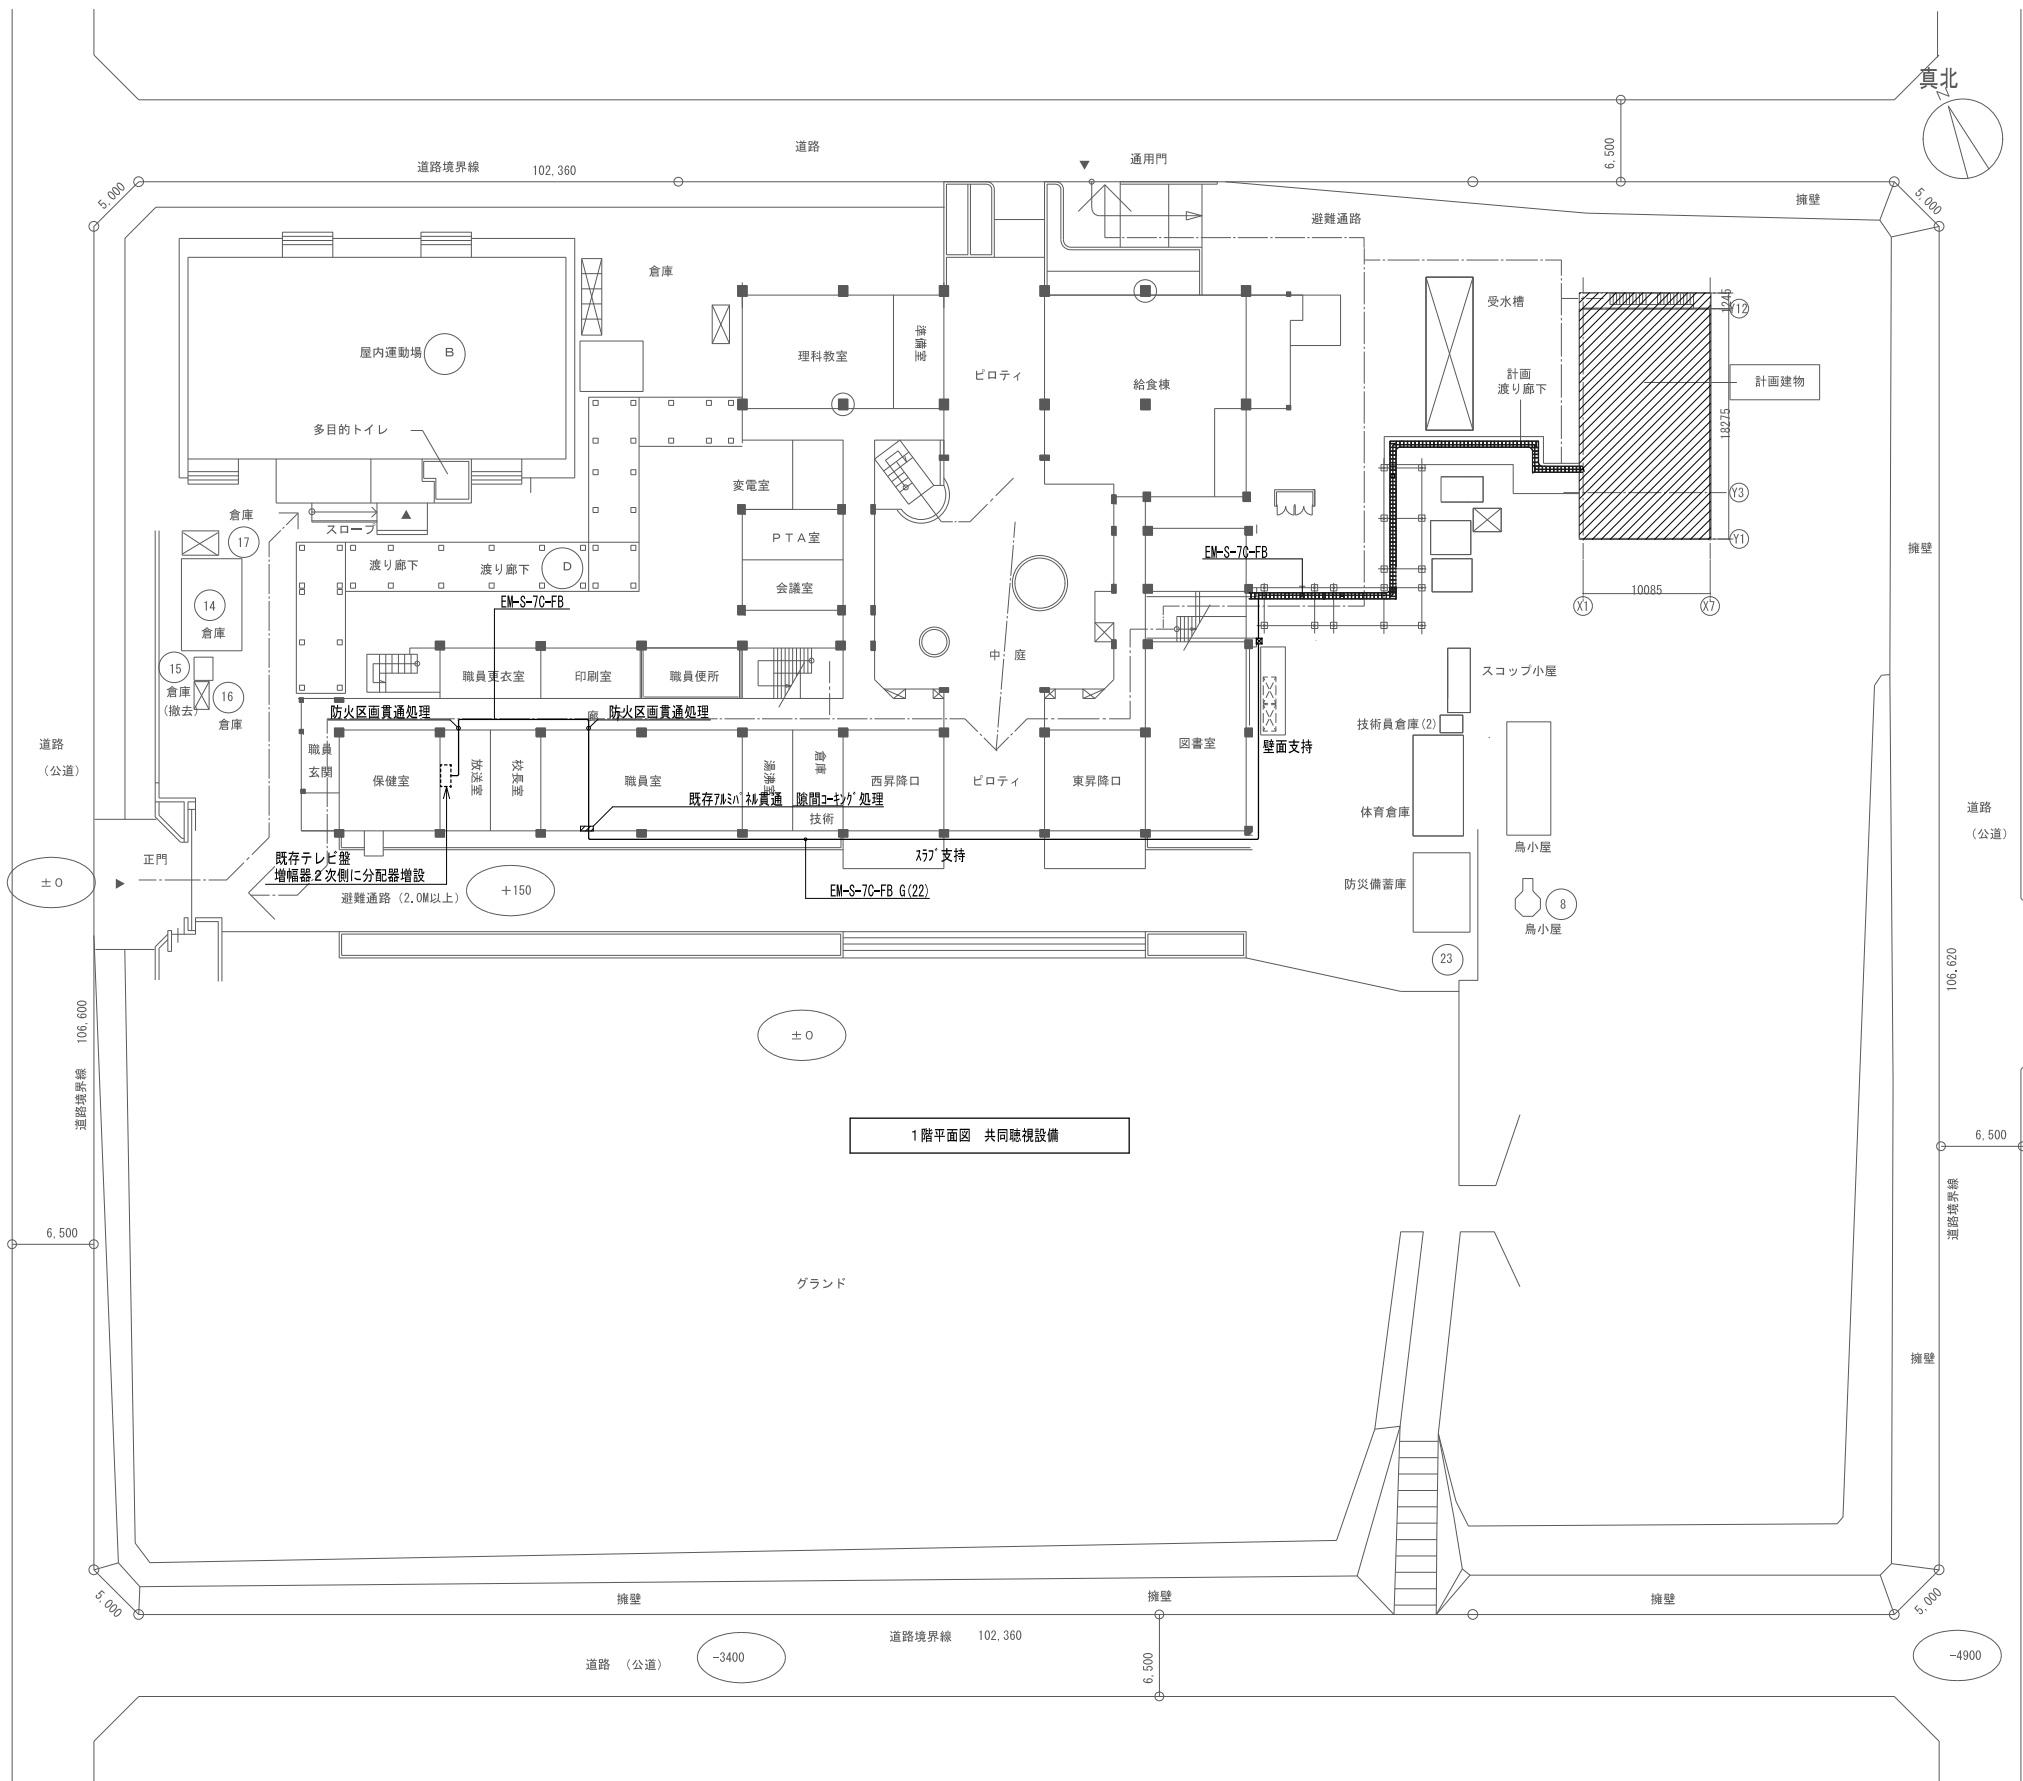 真北
N
道路
通用門
6,500
道路境界線
102,360
5,000
擁壁
5,000
避難通路
倉庫
受水槽
1245
Y12
屋内運動場
B
理科教室
準備室
ピロティ
給食棟
計画
渡り廊下
計画建物
18275
多目的トイレ
変電室
Y3
倉庫
17
スロープ
PTA室
EM-S-7C-FB
Y1
擁壁
渡り廊下
渡り廊下
D
会議室
10085
X1
X7
14
倉庫
EM-S-7C-FB
中 庭
15
倉庫
(撤去)
16
倉庫
職員更衣室
印刷室
職員便所
スコップ小屋
防火区画貫通処理
廊
下
防火区画貫通処理
技術員倉庫(2)
道路
(公道)
職員
玄関
保健室
放送室
校長室
職員室
湯沸室
倉庫
西昇降口
ピロティ
東昇降口
図書室
壁面支持
既存アルミパネル貫通 隙間コーキング処理
技術
体育倉庫
道路
(公道)
鳥小屋
正門
±0
既存テレビ盤
増幅器2次側に分配器増設
スラブ支持
+150
避難通路 (2.0M以上)
EM-S-7C-FB G(22)
防災備蓄庫
8
鳥小屋
23
106,620
道路境界線 106,600
±0
1階平面図 共同聴視設備
6,500
道路境界線
6,500
グランド
擁壁
5,000
擁壁
擁壁
擁壁
5,000
道路境界線
102,360
道路 (公道)
-3400
6,500
-4900